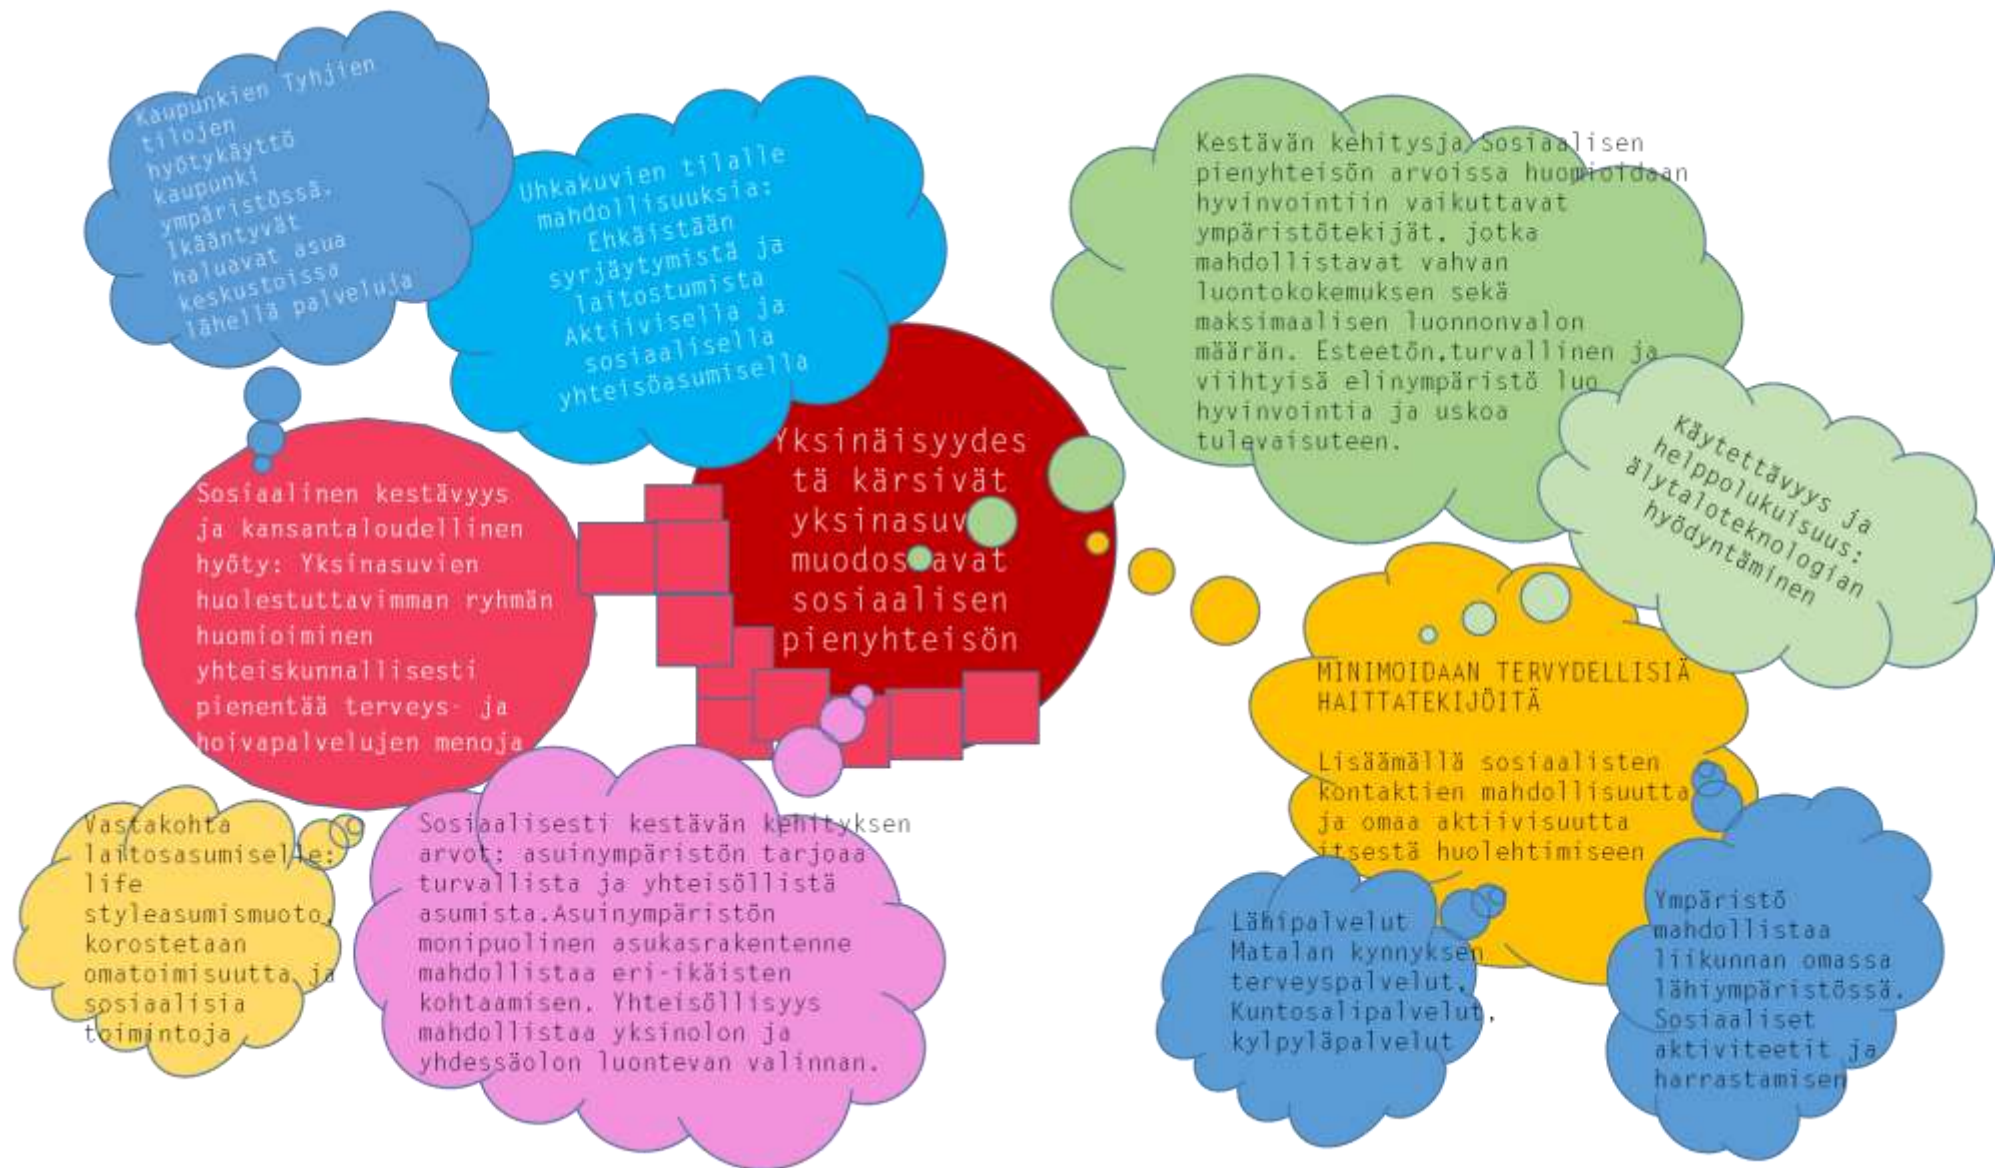 Kaupunkien Tyhjien
tilojen
hyötykäyttö
kaupunki
ympäristössä.
Ikääntyvät
haluavat asua
keskustoissa
lähellä palveluja
Uhkakuvien tilalle
mahdollisuuksia:
Ehkäistään
syrjäytymistä ja
laitostumista
Aktiivisella ja
sosiaalisella
yhteisöasumisella
Kestävän kehitysja Sosiaalisen
pienyhteisön arvoissa huomioidaan
hyvinvointiin vaikuttavat
ympäristötekijät. jotka
mahdollistavat vahvan
luontokokemuksen sekä
maksimaalisen luonnonvalon
määrän. Esteetön.turvallinen ja
viihtyisä elinympäristö luo
hyvinvointia ja uskoa
tulevaisuteen.
Käytettävyys ja
helppolukuisuus:
älytaloteknologian
hyödyntäminen
Yksinäisyydes
tä kärsivät
muodostavat
sosiaalisen
pienyhteisön
Sosiaalinen kestävyys
ja kansantaloudellinen
hyöty: Yksinasuvien
huolestuttavimman ryhmän
huomioiminen
yhteiskunnallisesti
pienentää terveys- ja
hoivapalvelujen menoja
MINIMOIDAAN TERVYDELLISIÄ
HAITTATEKIJÖITÄ
Lisäämällä sosiaalisten
kontaktien mahdollisuutta
ja omaa aktiivisuutta
itsestä huolehtimiseen
Vastakohta
laitosasumiselle:
life
styleasumismuoto.
korostetaan
omatoimisuutta ja
sosiaalisia
toimintoja
Sosiaalisesti kestävän kehityksen
arvot: asuinympäristön tarjoaa
turvallista ja yhteisöllistä
asumista.Asuinympäristön
monipuolinen asukasrakentenne
mahdollistaa eri-ikäisten
kohtaamisen. Yhteisöllisyys
mahdollistaa yksinolon ja
yhdessäolon luontevan valinnan.
Lähipalvelut
Matalan kynnyksen
terveyspalvelut.
Kuntosalipalvelut.
kylpyläpalvelut
Ympäristö
mahdollistaa
liikunnan omassa
lähiympäristössä.
Sosiaaliset
aktiviteetit ja
harrastamisen